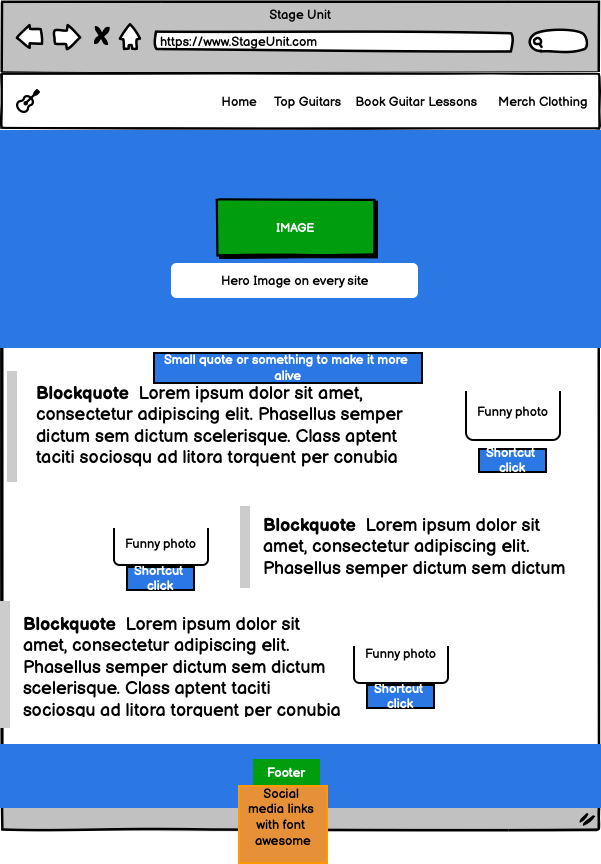 Stage Unit
https://www.StageUnit.com
Home Top Guitars Book Guitar Lessons Merch Clothing
IMAGE
Hero Image on every site
Small quote or something to make it more
alive
Blockquote Lorem ipsum dolor sit amet,
consectetur adipiscing elit. Phasellus semper
dictum sem dictum scelerisque. Class aptent
taciti sociosqu ad litora torquent per conubia
Funny photo
Shortcut
click
Funny photo
Shortcut
click
Blockquote Lorem ipsum dolor sit
amet, consectetur adipiscing elit.
Phasellus semper dictum sem dictum
Blockquote Lorem ipsum dolor sit
amet, consectetur adipiscing elit.
Phasellus semper dictum sem dictum
scelerisque. Class aptent taciti
sociosqu ad litora torquent per conubia
Funny photo
Shortcut
click
Footer
Social
media links
with font
awesome